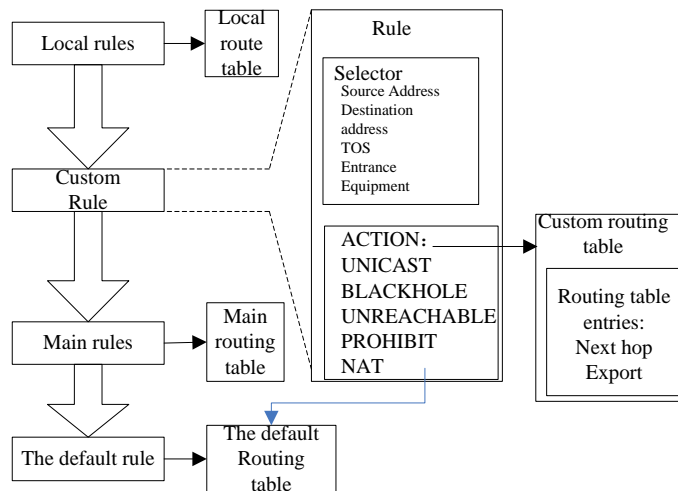 Local rules
Local
route
table
Custom
Rule
Main rules
Main
routing
table
The default rule
The default
Routing
table
Rule
Selector
Source Address
Destination
address
TOS
Entrance
Equipment
ACTION：
UNICAST
BLACKHOLE
UNREACHABLE
PROHIBIT
NAT
Custom routing
table
Routing table
entries:
Next hop
Export